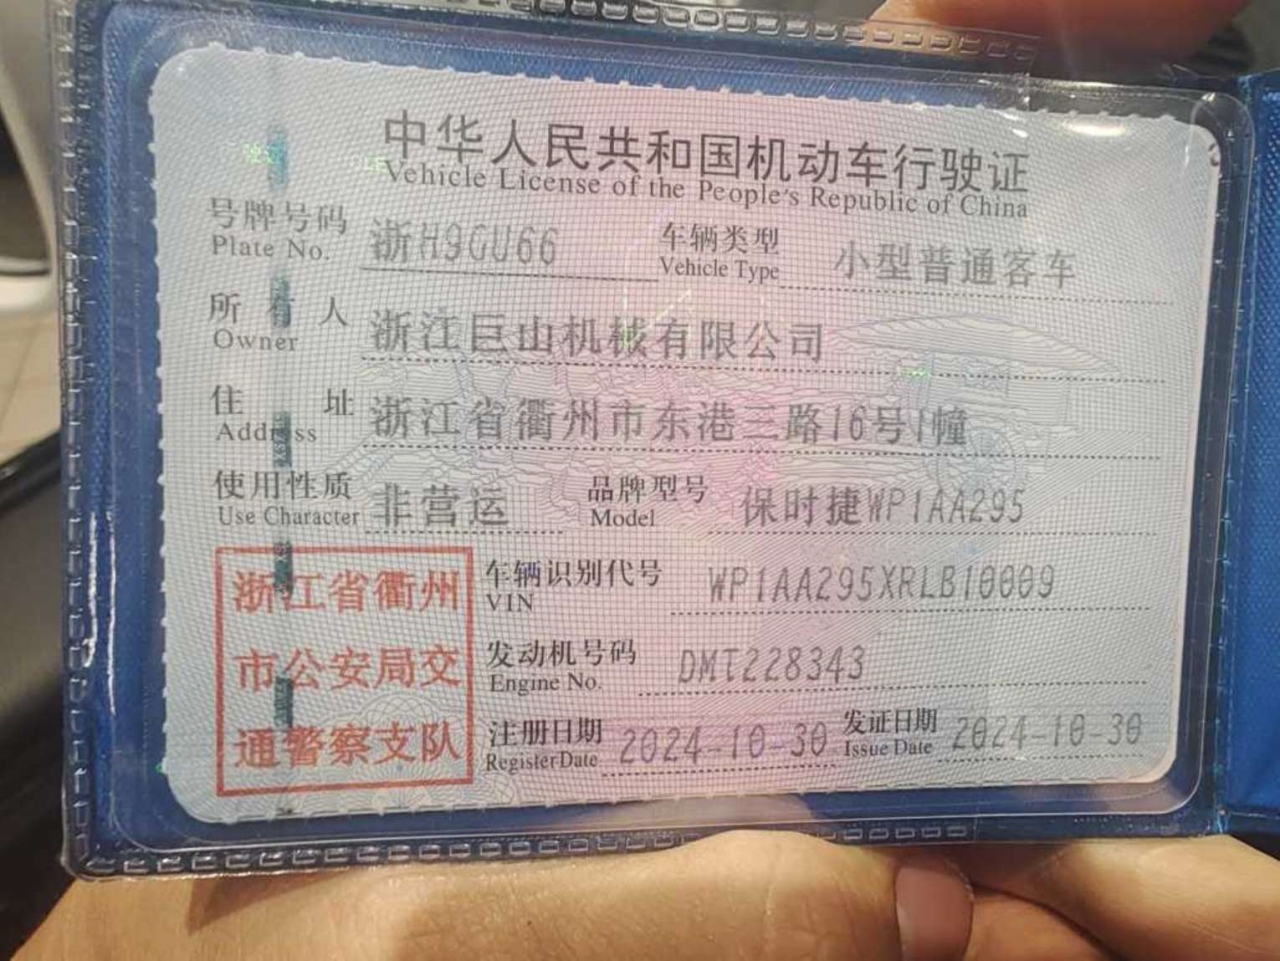 中华人民共和国机动车行驶证
Vehicle License of the People's Republic of China
号牌号码 浙H9GU66 车辆类型 小型普通客车
Plate No. Vehicle Type
所有人 浙江巨山机械有限公司
Owner
住址 浙江省衢州市东港三路16号1幢
Address
使用性质 非营运 品牌型号 保时捷WP1AA295
Use Character Model
浙江省衢州 车辆识别代号 WP1AA295XRLB10009
VIN
市公安局交 发动机号码 DMT228343
Engine No.
通警察支队 注册日期 2024-10-30 发证日期 2024-10-30
Register Date Issue Date